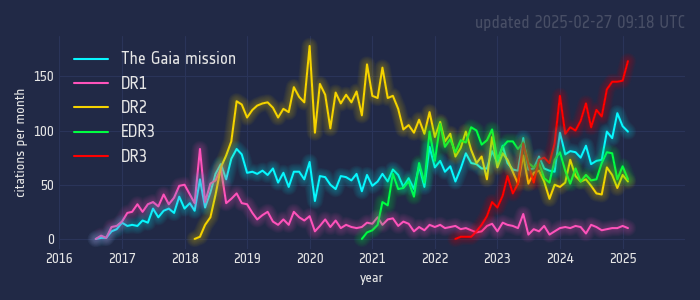 updated 2025-02-27 09:18 UTC
The Gaia mission
DR1
DR2
EDR3
DR3
citations per month
150
100
50
0
2016 2017 2018 2019 2020 2021 2022 2023 2024 2025
year